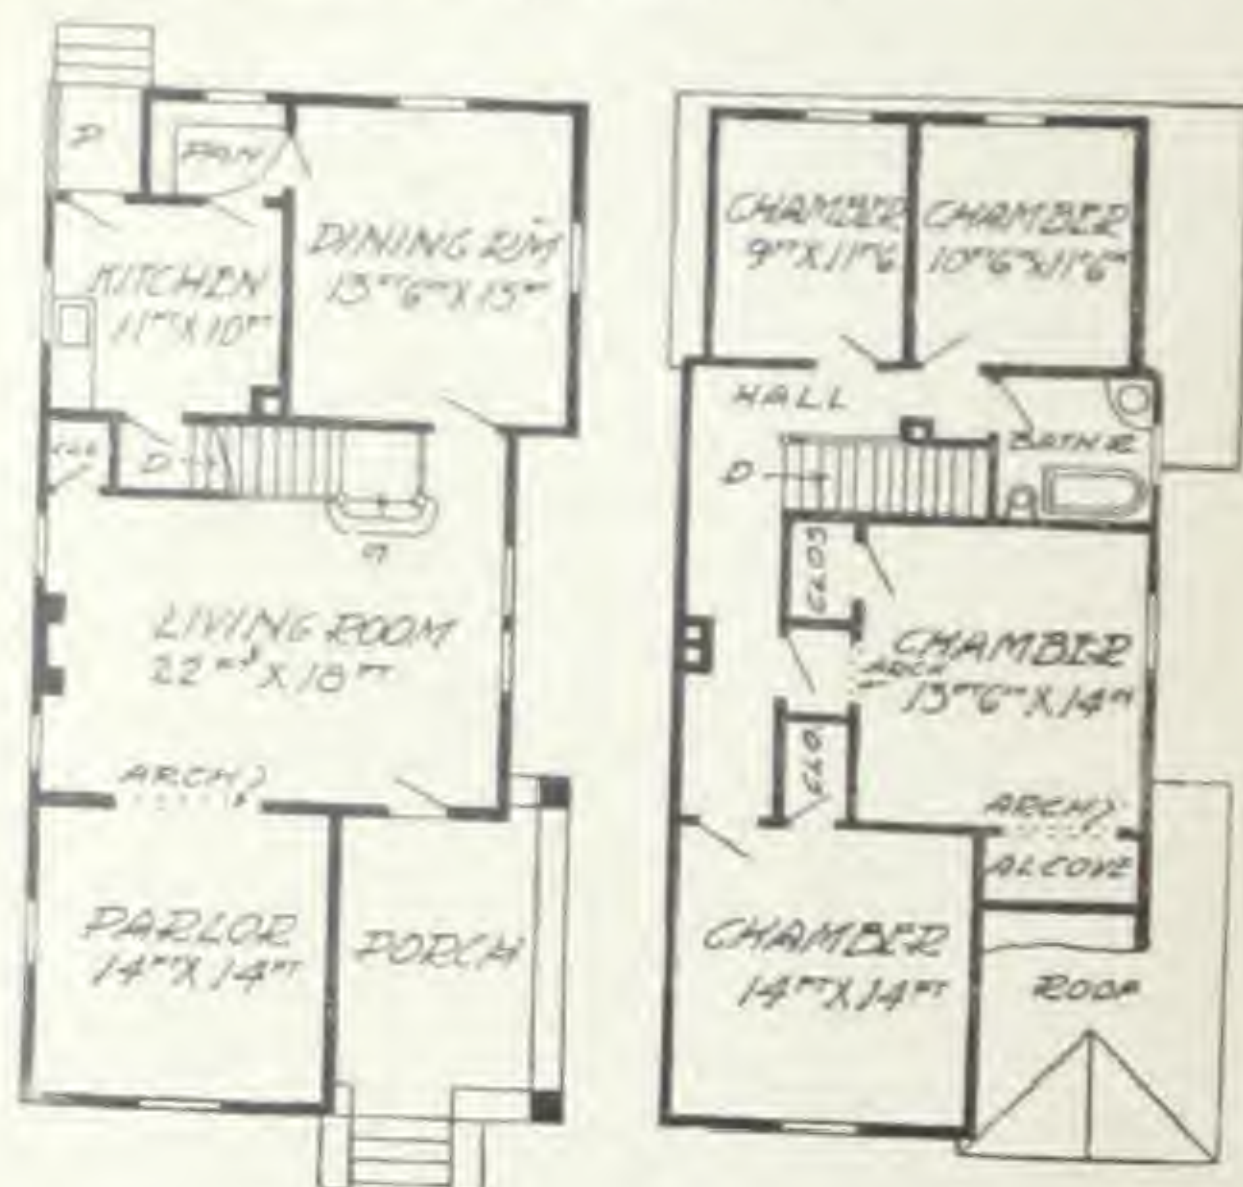 P
PAN
DINING R'M
13FT 6IN X 15FT
KITCHEN
11FT X 10FT
CLO
D
LIVING ROOM
22FT X 18FT
ARCH
PARLOR
14FT X 14FT
PORCH
CHAMBER
9FT X 11FT 6
CHAMBER
10FT 6IN X 11FT 6IN
HALL
BATH R
D
CLOS
CHAMBER
13FT 6IN X 14FT
ARCH
CLO.
ARCH
ALCOVE
CHAMBER
14FT X 14FT
ROOF